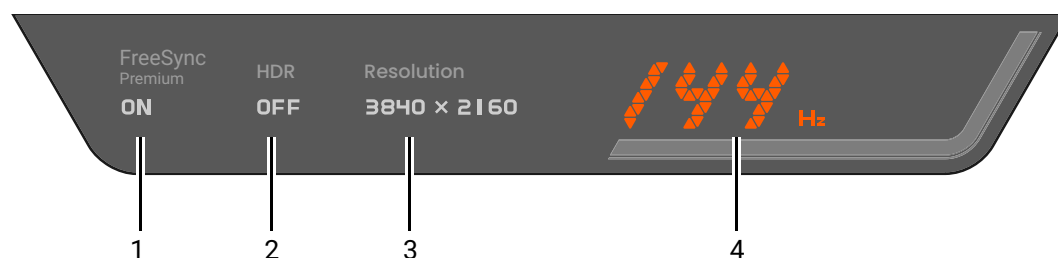 FreeSync
Premium
ON
HDR
OFF
Resolution
3840 × 2160
144 Hz
1
2
3
4